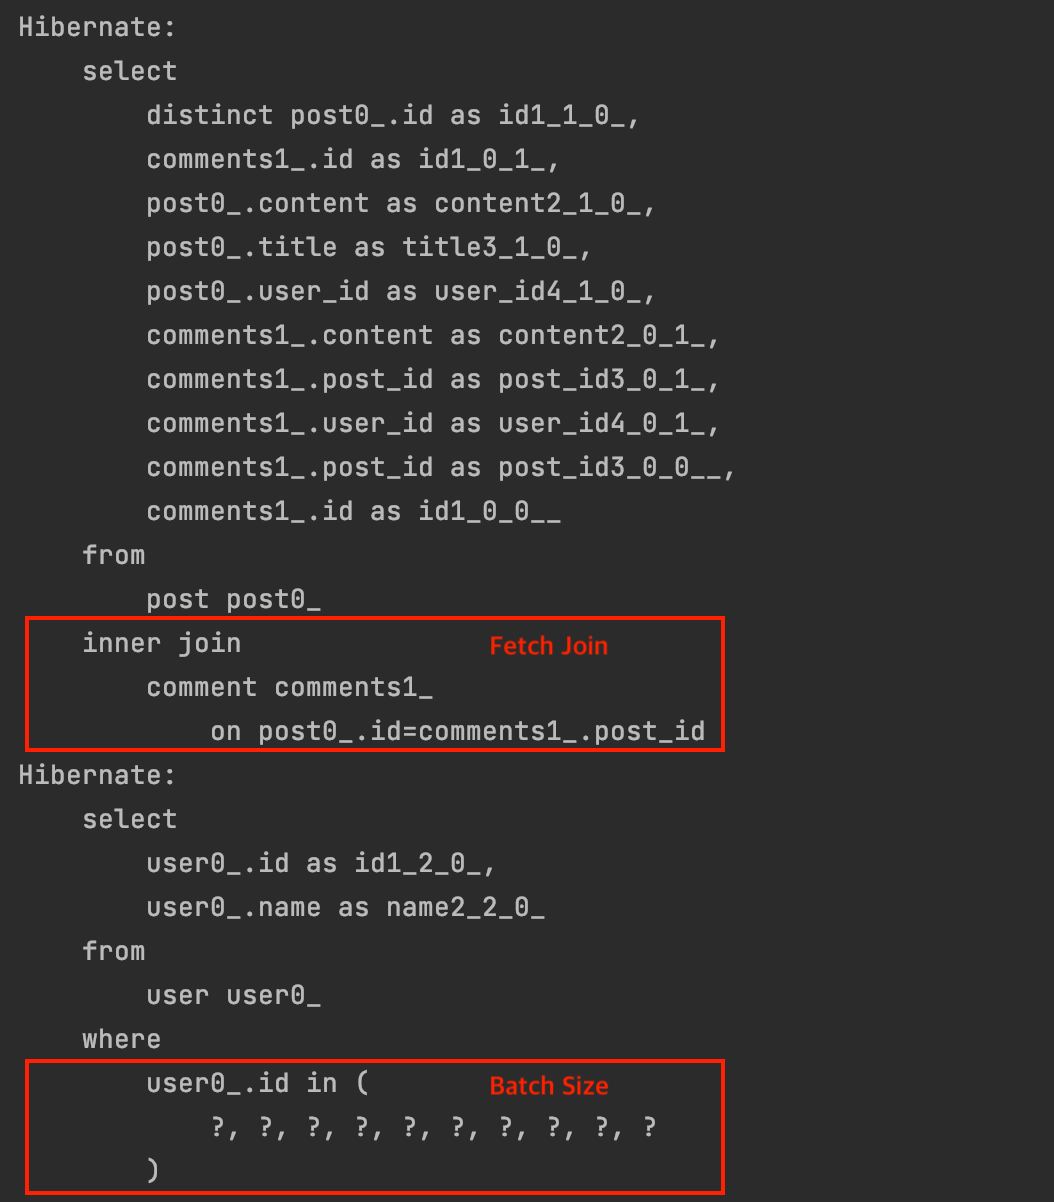 Hibernate:
select
distinct post0_.id as id1_1_0_,
comments1_.id as id1_0_1_,
post0_.content as content2_1_0_,
post0_.title as title3_1_0_,
post0_.user_id as user_id4_1_0_,
comments1_.content as content2_0_1_,
comments1_.post_id as post_id3_0_1_,
comments1_.user_id as user_id4_0_1_,
comments1_.post_id as post_id3_0_0__,
comments1_.id as id1_0_0__
from
post post0_
inner join Fetch Join
comment comments1_
on post0_.id=comments1_.post_id
Hibernate:
select
user0_.id as id1_2_0_,
user0_.name as name2_2_0_
from
user user0_
where
user0_.id in ( Batch Size
?, ?, ?, ?, ?, ?, ?, ?, ?, ?
)